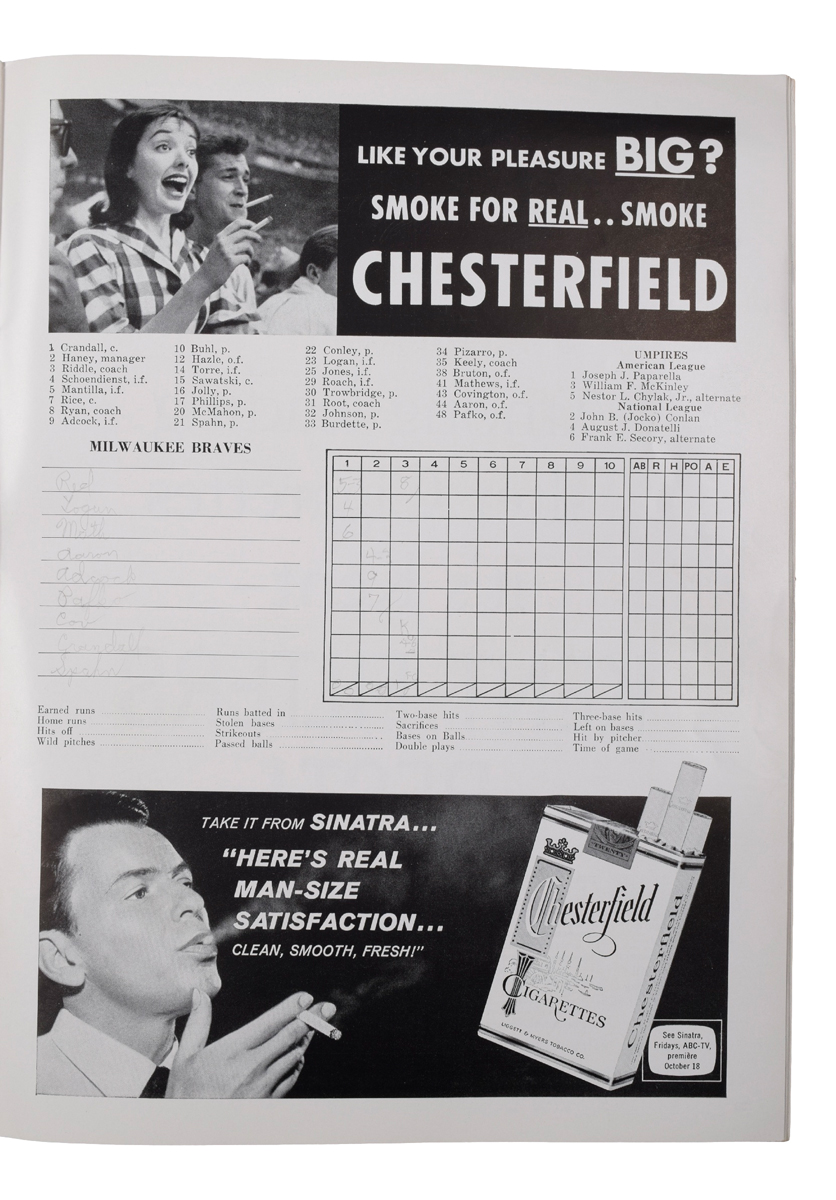 LIKE YOUR PLEASURE BIG?
SMOKE FOR REAL.. SMOKE
CHESTERFIELD
1 Crandall, c.
2 Haney, manager
3 Riddle, coach
4 Schoendienst, i.f.
5 Mantilla, i.f.
7 Rice, c.
8 Ryan, coach
9 Adcock, i.f.
10 Buhl, p.
12 Hazle, o.f.
14 Torre, i.f.
15 Sawatski, c.
16 Jolly, p.
17 Phillips, p.
20 McMahon, p.
21 Spahn, p.
22 Conley, p.
23 Logan, i.f.
25 Jones, i.f.
29 Roach, i.f.
30 Trowbridge, p.
31 Root, coach
32 Johnson, p.
33 Burdette, p.
34 Pizarro, p.
35 Keely, coach
38 Bruton, o.f.
41 Mathews, i.f.
43 Covington, o.f.
44 Aaron, o.f.
48 Pafko, o.f.
UMPIRES
American League
1 Joseph J. Paparella
3 William F. McKinley
5 Nestor L. Chylak, Jr., alternate
National League
2 John B. (Jocko) Conlan
4 August J. Donatelli
6 Frank E. Secory, alternate
MILWAUKEE BRAVES
1 2 3 4 5 6 7 8 9 10 AB R H PO A E
Red
Logan
Math
Aaron
Adcock
Cov
Crandall
Spahn
Earned runs
Home runs
Hits off
Wild pitches
Runs batted in
Stolen bases
Strikeouts
Passed balls
Two-base hits
Sacrifices
Bases on Balls
Double plays
Three-base hits
Left on bases
Hit by pitcher
Time of game
TAKE IT FROM SINATRA...
"HERE'S REAL
MAN-SIZE
SATISFACTION...
CLEAN, SMOOTH, FRESH!"
TWENTY
Chesterfield
CIGARETTES
LIGGETT & MYERS TOBACCO CO.
Chesterfield
See Sinatra,
Fridays, ABC-TV,
première
October 18